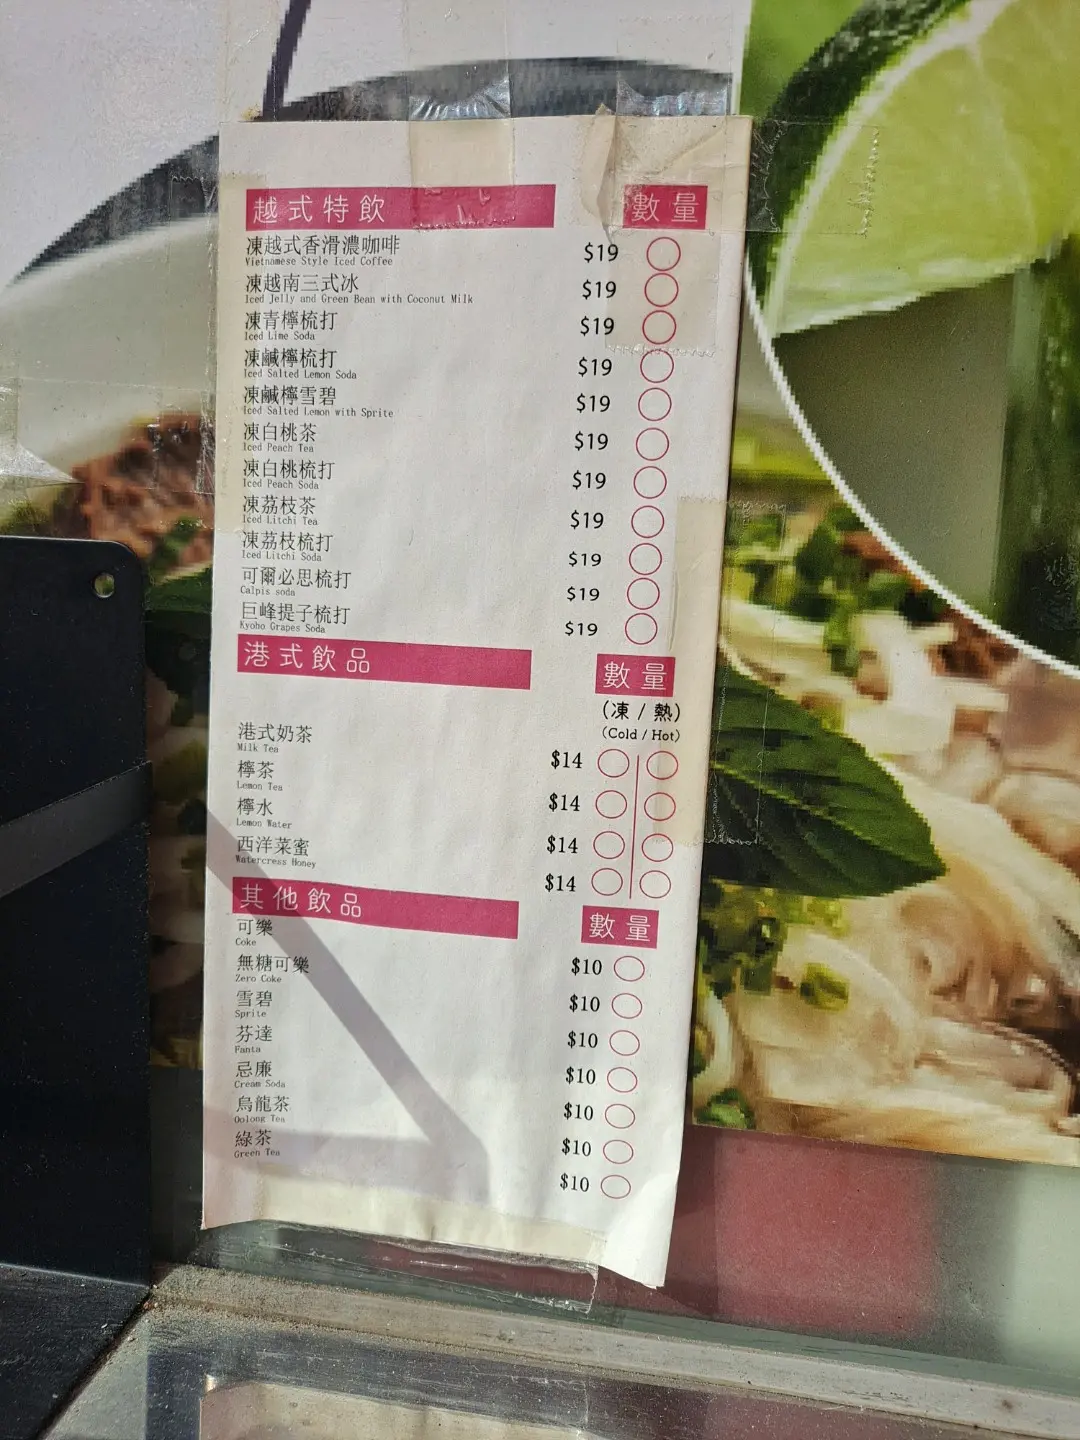 越式特飲 數量
凍越式香滑濃咖啡 $19
Vietnamese Style Iced Coffee
凍越南三式冰 $19
Iced Jelly and Green Bean with Coconut Milk
凍青檸梳打 $19
Iced Lime Soda
凍鹹檸梳打 $19
Iced Salted Lemon Soda
凍鹹檸雪碧 $19
Iced Salted Lemon with Sprite
凍白桃茶 $19
Iced Peach Tea
凍白桃梳打 $19
Iced Peach Soda
凍荔枝茶 $19
Iced Litchi Tea
凍荔枝梳打 $19
Iced Litchi Soda
可爾必思梳打 $19
Calpis soda
巨峰提子梳打 $19
Kyoho Grapes Soda
港式飲品 數量
(凍 / 熱)
(Cold / Hot)
港式奶茶 $14
Milk Tea
檸茶 $14
Lemon Tea
檸水 $14
Lemon Water
西洋菜蜜 $14
Watercress Honey
其他飲品 數量
可樂 $10
Coke
無糖可樂 $10
Zero Coke
雪碧 $10
Sprite
芬達 $10
Fanta
忌廉 $10
Cream Soda
烏龍茶 $10
Oolong Tea
綠茶 $10
Green Tea